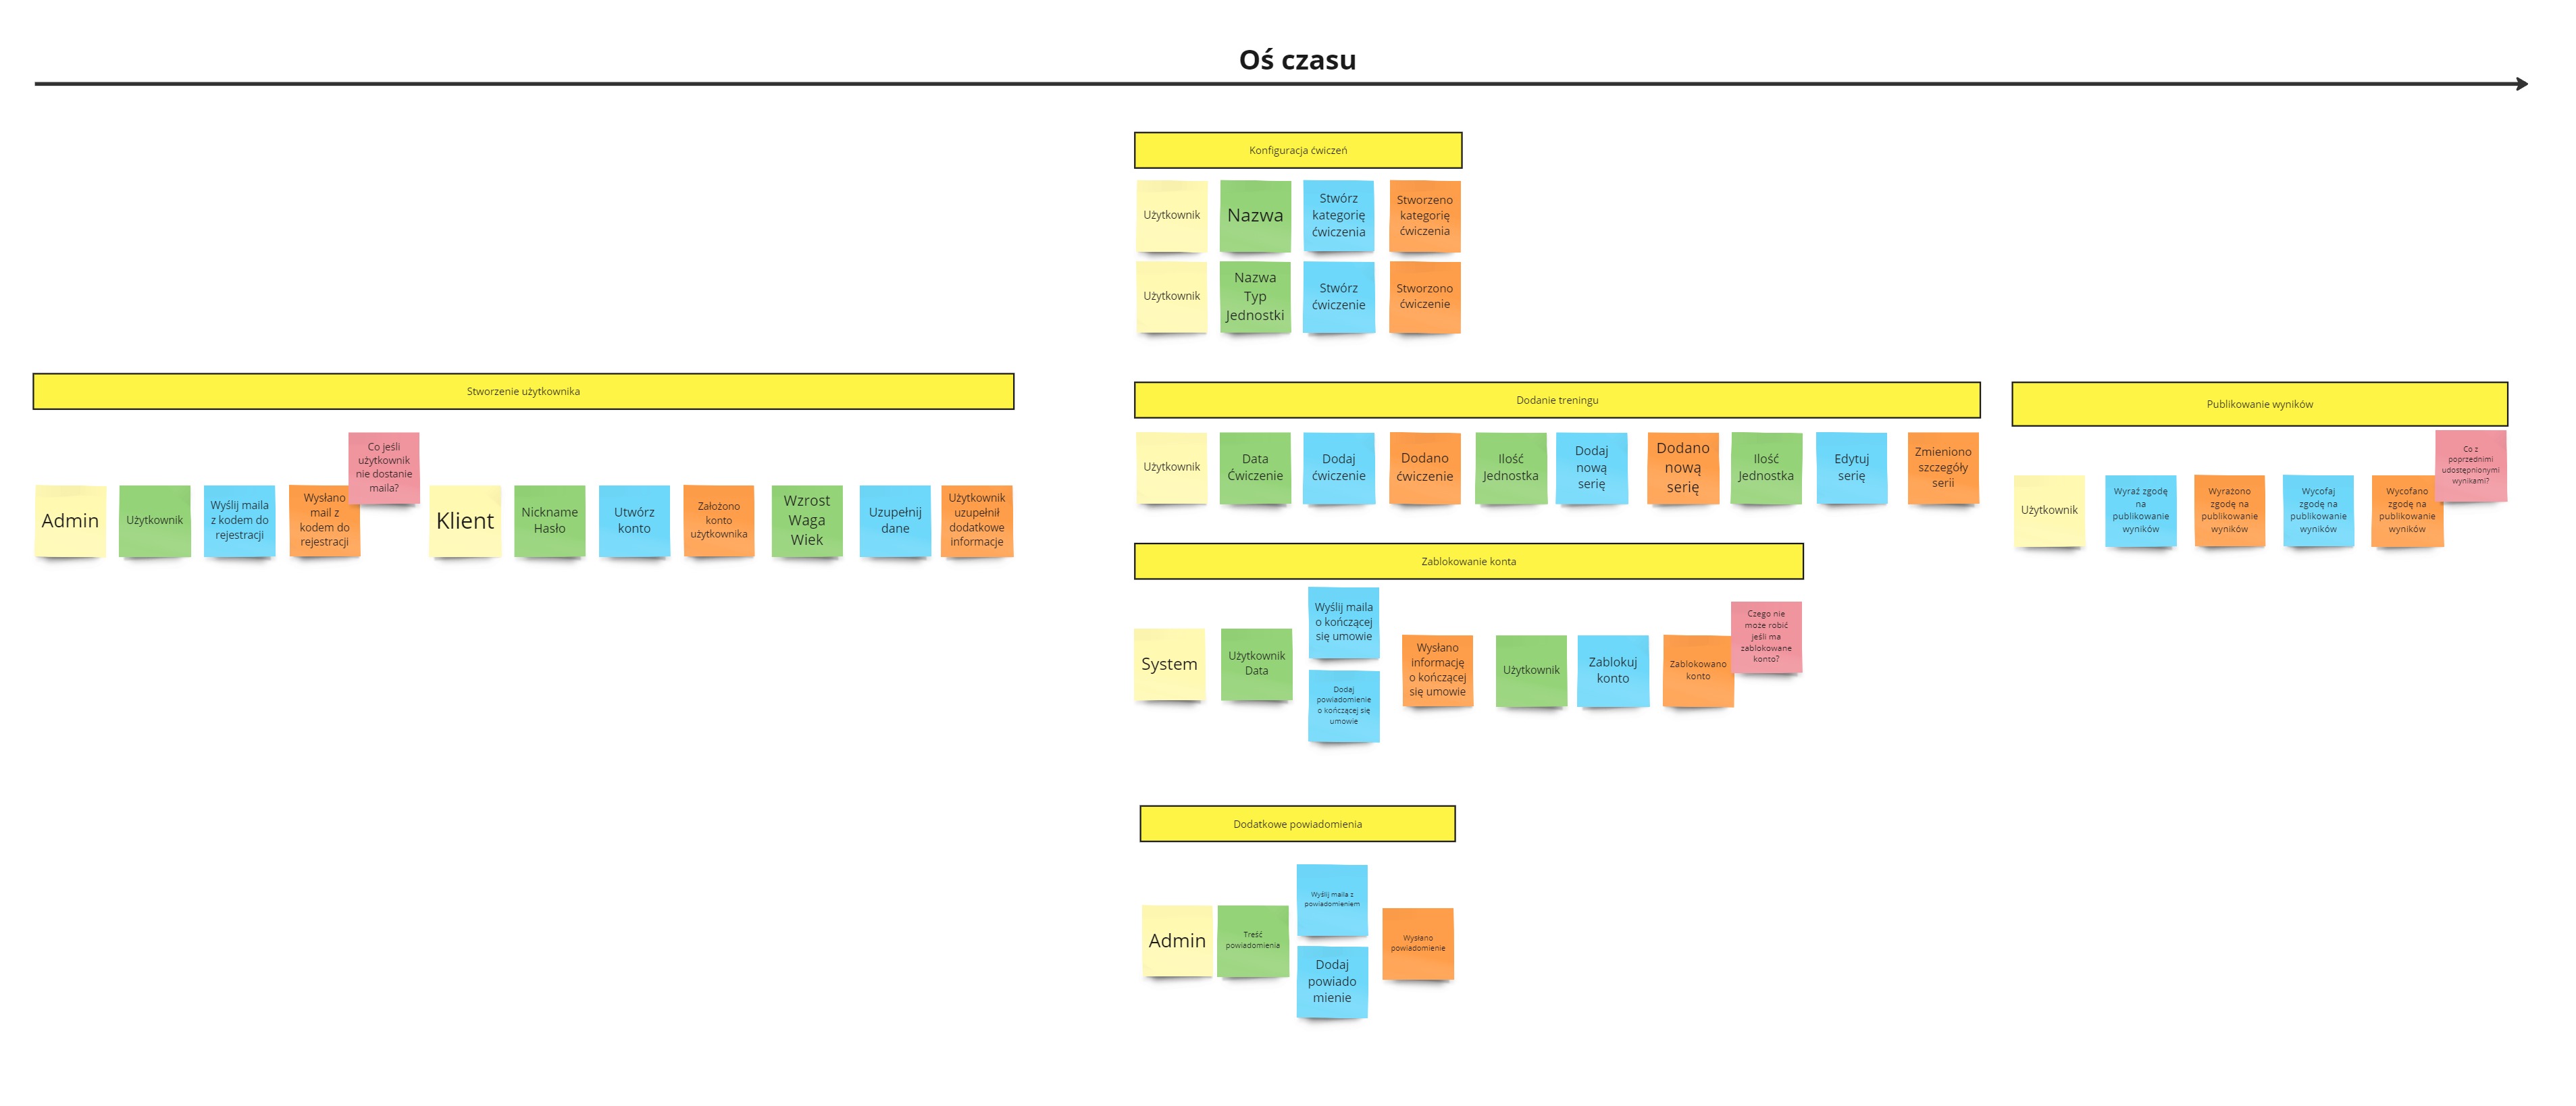 Oś czasu
Konfiguracja ćwiczeń
Użytkownik
Nazwa
Stwórz
kategorię
ćwiczenia
Stworzeno
kategorię
ćwiczenia
Użytkownik
Nazwa
Typ
Jednostki
Stwórz
ćwiczenie
Stworzono
ćwiczenie
Stworzenie użytkownika
Admin
Użytkownik
Wyślij maila
z kodem do
rejestracji
Wysłano
mail z
kodem do
rejestracji
Co jeśli
użytkownik
nie dostanie
maila?
Klient
Nickname
Hasło
Utwórz
konto
Założono
konto
użytkownika
Wzrost
Waga
Wiek
Uzupełnij
dane
Użytkownik
uzupełnił
dodatkowe
informacje
Dodanie treningu
Użytkownik
Data
Ćwiczenie
Dodaj
ćwiczenie
Dodano
ćwiczenie
Ilość
Jednostka
Dodaj
nową
serię
Dodano
nową
serię
Ilość
Jednostka
Edytuj
serię
Zmieniono
szczegóły
serii
Publikowanie wyników
Użytkownik
Wyraź zgodę
na
publikowanie
wyników
Wyrażono
zgodę na
publikowanie
wyników
Wycofaj
zgodę na
publikowanie
wyników
Wycofano
zgodę na
publikowanie
wyników
Co z
poprzednimi
udostępnionymi
wynikami?
Zablokowanie konta
System
Użytkownik
Data
Wyślij maila
o kończącej
się umowie
Dodaj
powiadomienie
o kończącej się
umowie
Wysłano
informację
o kończącej
się umowie
Użytkownik
Zablokuj
konto
Zablokowano
konto
Czego nie
może robić
jeśli ma
zablokowane
konto?
Dodatkowe powiadomienia
Admin
Treść
powiadomienia
Wyślij maila z
powiadomieniem
Dodaj
powiado
mienie
Wysłano
powiadomienie